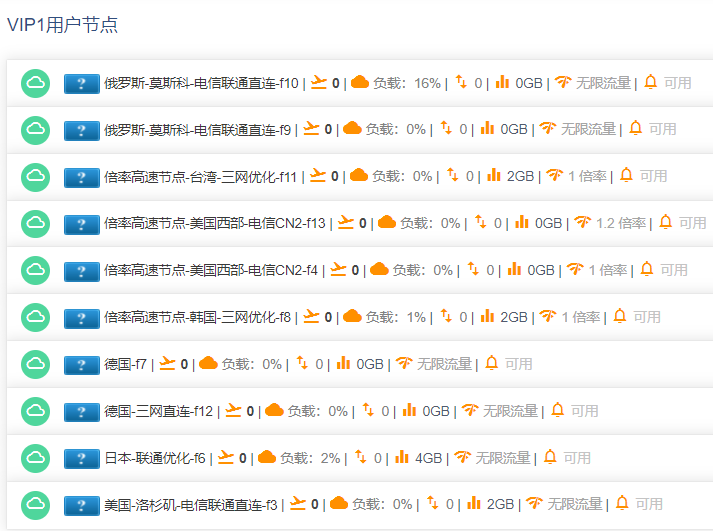 VIP1用户节点
? 俄罗斯-莫斯科-电信联通直连-f10 | 0 | 负载：16% | 0 | 0GB | 无限流量 | 可用
? 俄罗斯-莫斯科-电信联通直连-f9 | 0 | 负载：0% | 0 | 0GB | 无限流量 | 可用
? 倍率高速节点-台湾-三网优化-f11 | 0 | 负载：0% | 0 | 2GB | 1 倍率 | 可用
? 倍率高速节点-美国西部-电信CN2-f13 | 0 | 负载：0% | 0 | 0GB | 1.2 倍率 | 可用
? 倍率高速节点-美国西部-电信CN2-f4 | 0 | 负载：0% | 0 | 0GB | 1 倍率 | 可用
? 倍率高速节点-韩国-三网优化-f8 | 0 | 负载：1% | 0 | 2GB | 1 倍率 | 可用
? 德国-f7 | 0 | 负载：0% | 0 | 0GB | 无限流量 | 可用
? 德国-三网直连-f12 | 0 | 负载：0% | 0 | 0GB | 无限流量 | 可用
? 日本-联通优化-f6 | 0 | 负载：2% | 0 | 4GB | 无限流量 | 可用
? 美国-洛杉矶-电信联通直连-f3 | 0 | 负载：0% | 0 | 2GB | 无限流量 | 可用